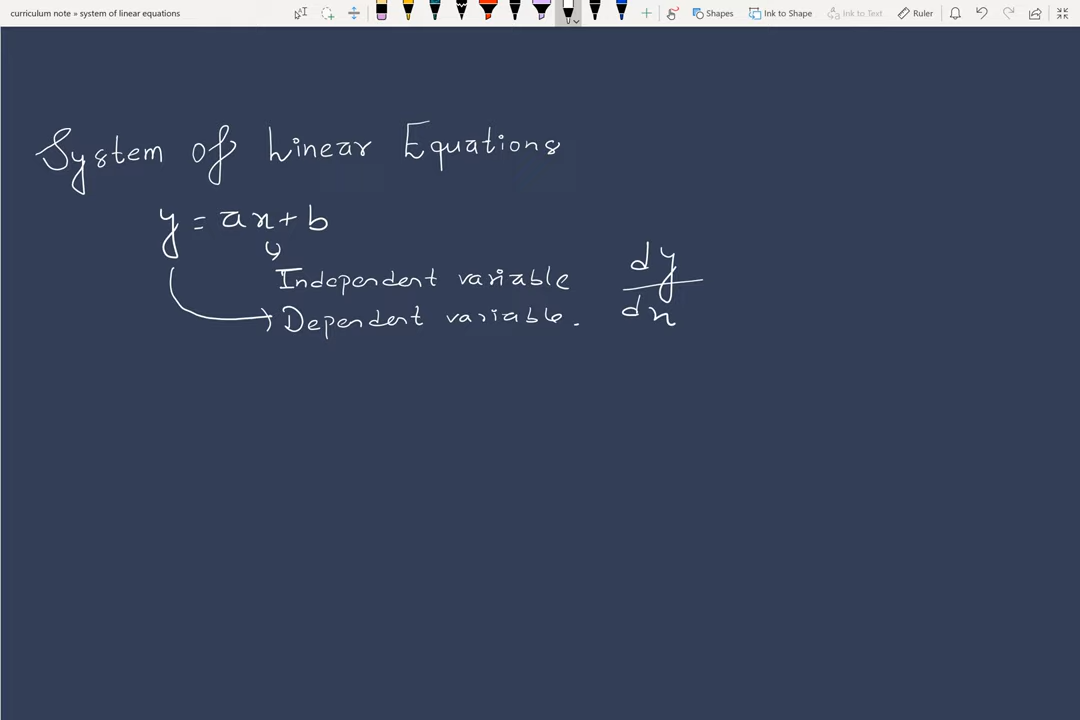 curriculum note » system of linear equations
Shapes
Ink to Shape
Ink to Text
Ruler
System of Linear Equations
y = ax + b
Independent variable
Dependent variable.
dy
dx